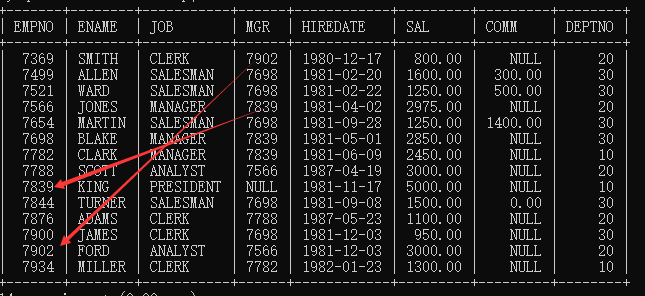 | EMPNO | ENAME | JOB | MGR | HIREDATE | SAL | COMM | DEPTNO |
| 7369 | SMITH | CLERK | 7902 | 1980-12-17 | 800.00 | NULL | 20 |
| 7499 | ALLEN | SALESMAN | 7698 | 1981-02-20 | 1600.00 | 300.00 | 30 |
| 7521 | WARD | SALESMAN | 7698 | 1981-02-22 | 1250.00 | 500.00 | 30 |
| 7566 | JONES | MANAGER | 7839 | 1981-04-02 | 2975.00 | NULL | 20 |
| 7654 | MARTIN | SALESMAN | 7698 | 1981-09-28 | 1250.00 | 1400.00 | 30 |
| 7698 | BLAKE | MANAGER | 7839 | 1981-05-01 | 2850.00 | NULL | 30 |
| 7782 | CLARK | MANAGER | 7839 | 1981-06-09 | 2450.00 | NULL | 10 |
| 7788 | SCOTT | ANALYST | 7566 | 1987-04-19 | 3000.00 | NULL | 20 |
| 7839 | KING | PRESIDENT | NULL | 1981-11-17 | 5000.00 | NULL | 10 |
| 7844 | TURNER | SALESMAN | 7698 | 1981-09-08 | 1500.00 | 0.00 | 30 |
| 7876 | ADAMS | CLERK | 7788 | 1987-05-23 | 1100.00 | NULL | 20 |
| 7900 | JAMES | CLERK | 7698 | 1981-12-03 | 950.00 | NULL | 30 |
| 7902 | FORD | ANALYST | 7566 | 1981-12-03 | 3000.00 | NULL | 20 |
| 7934 | MILLER | CLERK | 7782 | 1982-01-23 | 1300.00 | NULL | 10 |